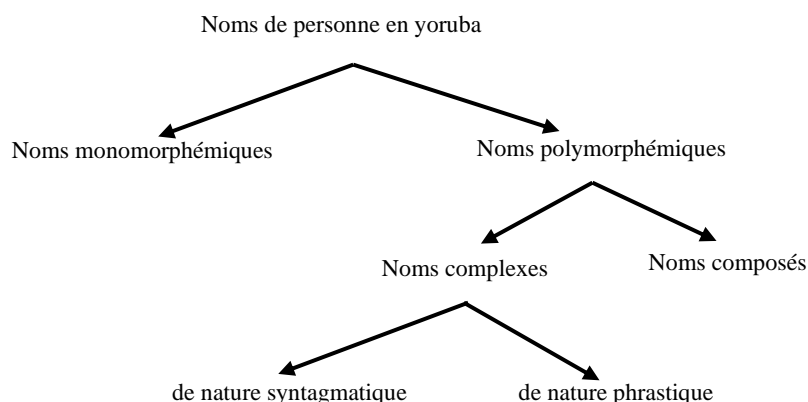 Noms de personne en yoruba
Noms monomorphémiques
Noms polymorphémiques
Noms complexes
Noms composés
de nature syntagmatique
de nature phrastique